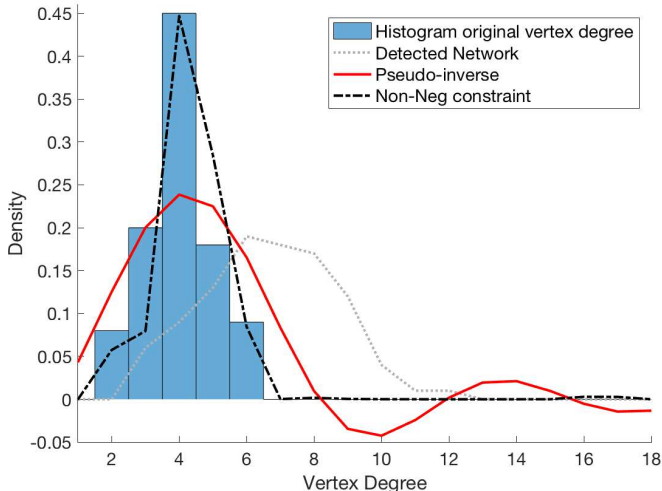 Histogram original vertex degree
Detected Network
Pseudo-inverse
Non-Neg constraint
0.45
0.4
0.35
0.3
0.25
0.2
0.15
0.1
0.05
0
-0.05
Density
2 4 6 8 10 12 14 16 18
Vertex Degree